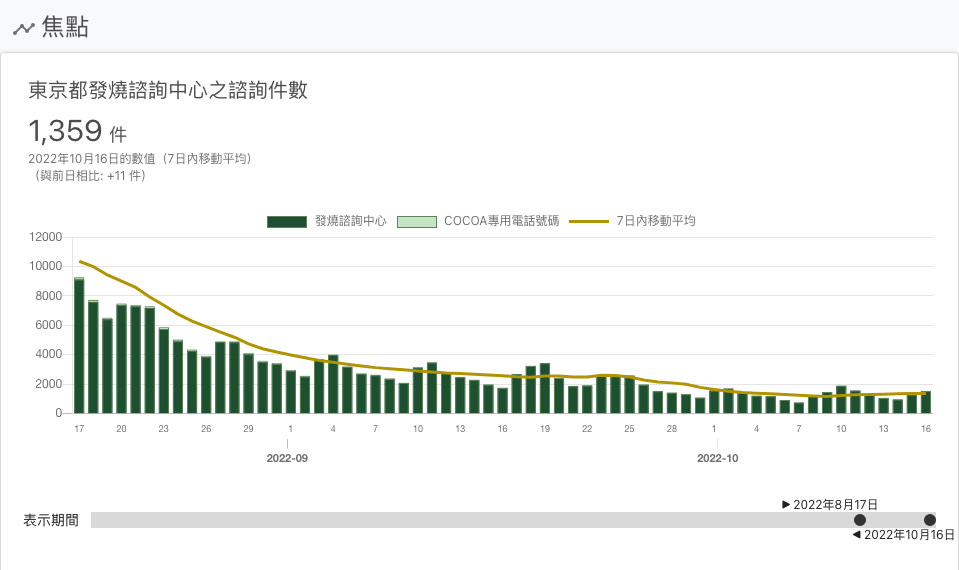 焦點
東京都發燒諮詢中心之諮詢件數
1,359 件
2022年10月16日的數值（7日內移動平均）
（與前日相比: +11 件）
發燒諮詢中心 COCOA專用電話號碼 7日內移動平均
12000
10000
8000
6000
4000
2000
0
17 20 23 26 29 1 4 7 10 13 16 19 22 25 28 1 4 7 10 13 16
2022-09 2022-10
▶ 2022年8月17日
表示期間
◀ 2022年10月16日